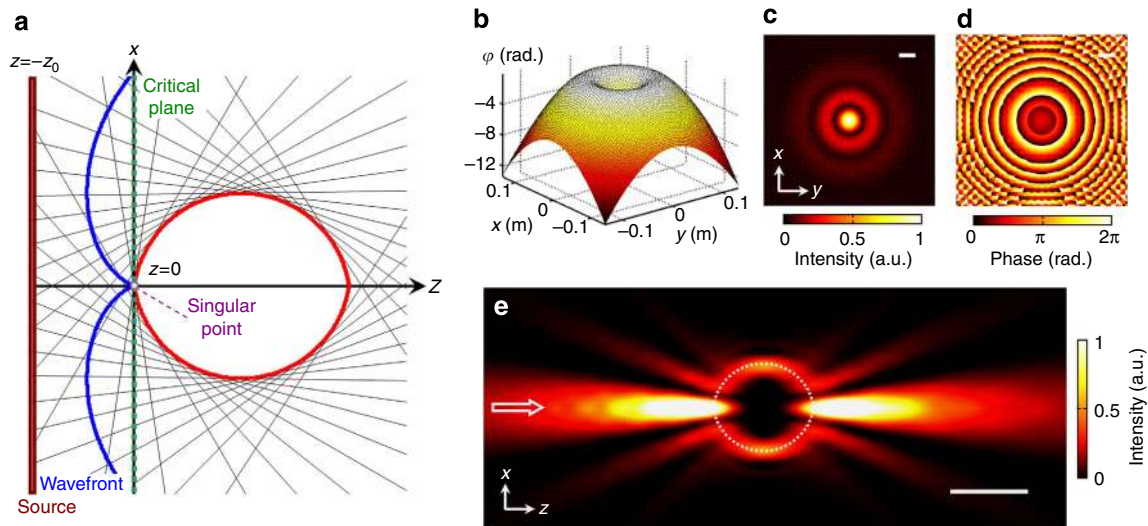 a
z=−z₀
x
Critical
plane
z=0
Z
Singular
point
Wavefront
Source
b
φ (rad.)
−4
−8
−12
0.1
0
−0.1
x (m)
−0.1
0
0.1
y (m)
c
x
y
0 0.5 1
Intensity (a.u.)
d
0 π 2π
Phase (rad.)
e
x
z
1
0.5
0
Intensity (a.u.)